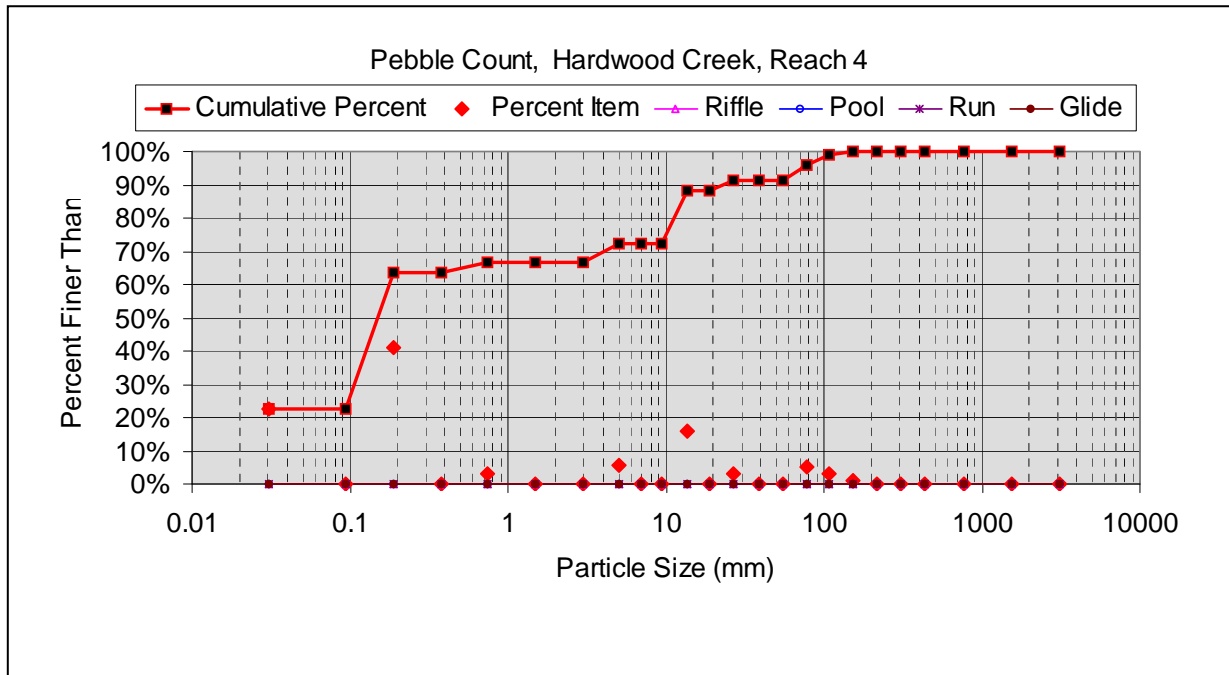 Pebble Count,  Hardwood Creek, Reach 4
Cumulative Percent Percent Item Riffle Pool Run Glide
100%
90%
80%
70%
60%
50%
40%
30%
20%
10%
0%
Percent Finer Than
0.01 0.1 1 10 100 1000 10000
Particle Size (mm)